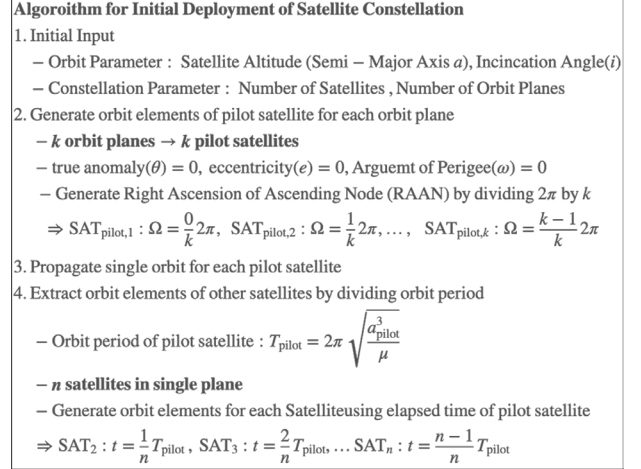 Algoroithm for Initial Deployment of Satellite Constellation
1. Initial Input
− Orbit Parameter : Satellite Altitude (Semi − Major Axis a), Incincation Angle(i)
− Constellation Parameter : Number of Satellites , Number of Orbit Planes
2. Generate orbit elements of pilot satellite for each orbit plane
− k orbit planes → k pilot satellites
− true anomaly(θ) = 0, eccentricity(e) = 0, Arguemt of Perigee(ω) = 0
− Generate Right Ascension of Ascending Node (RAAN) by dividing 2π by k
⇒ SAT_pilot,1 : Ω = 0/k 2π, SAT_pilot,2 : Ω = 1/k 2π, …, SAT_pilot,k : Ω = (k − 1)/k 2π
3. Propagate single orbit for each pilot satellite
4. Extract orbit elements of other satellites by dividing orbit period
− Orbit period of pilot satellite : T_pilot = 2π √(a³_pilot/μ)
− n satellites in single plane
− Generate orbit elements for each Satelliteusing elapsed time of pilot satellite
⇒ SAT₂ : t = 1/n T_pilot , SAT₃ : t = 2/n T_pilot, … SATₙ : t = (n − 1)/n T_pilot